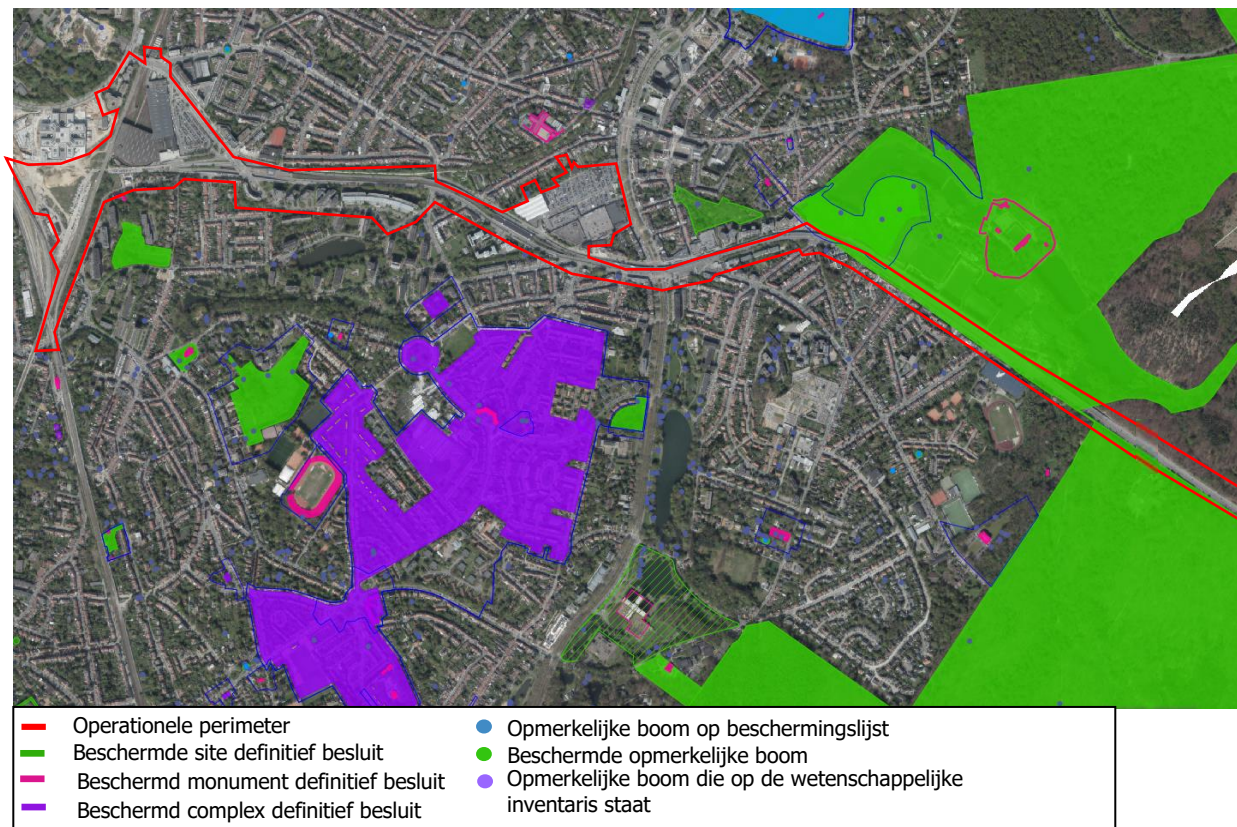 Operationele perimeter
Beschermde site definitief besluit
Beschermd monument definitief besluit
Beschermd complex definitief besluit
Opmerkelijke boom op beschermingslijst
Beschermde opmerkelijke boom
Opmerkelijke boom die op de wetenschappelijke
inventaris staat